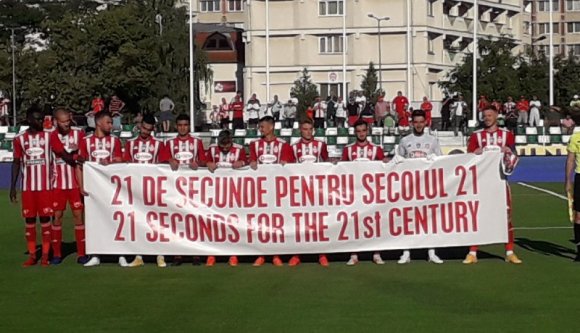 21 DE SECUNDE PENTRU SECOLUL 21
21 SECONDS FOR THE 21st CENTURY